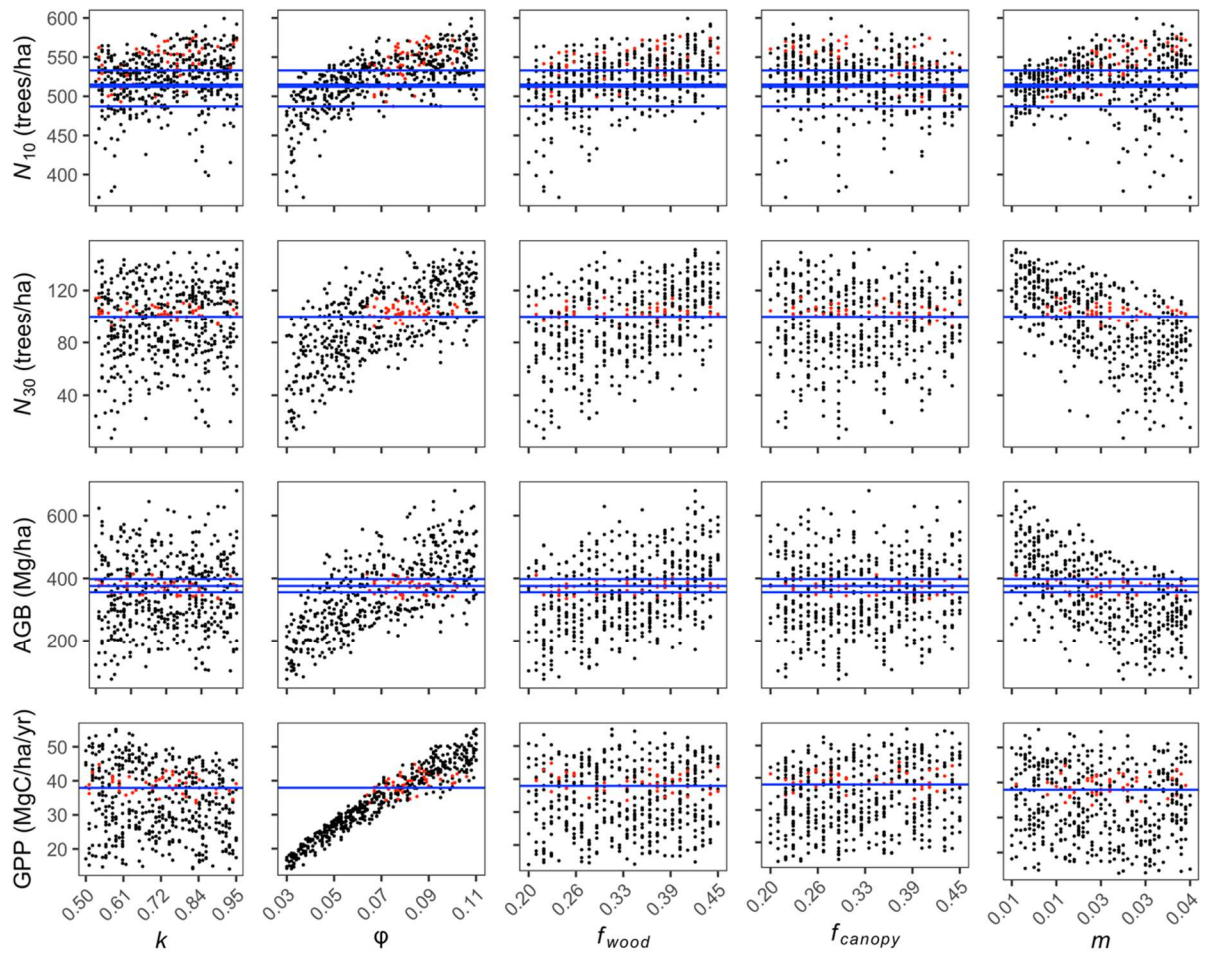 N10 (trees/ha)
600
550
500
450
400
N30 (trees/ha)
120
80
40
AGB (Mg/ha)
600
400
200
GPP (MgC/ha/yr)
50
40
30
20
0.50 0.61 0.72 0.84 0.95 0.03 0.05 0.07 0.09 0.11 0.20 0.26 0.33 0.39 0.45 0.20 0.26 0.33 0.39 0.45 0.01 0.01 0.03 0.03 0.04
k φ fwood fcanopy m